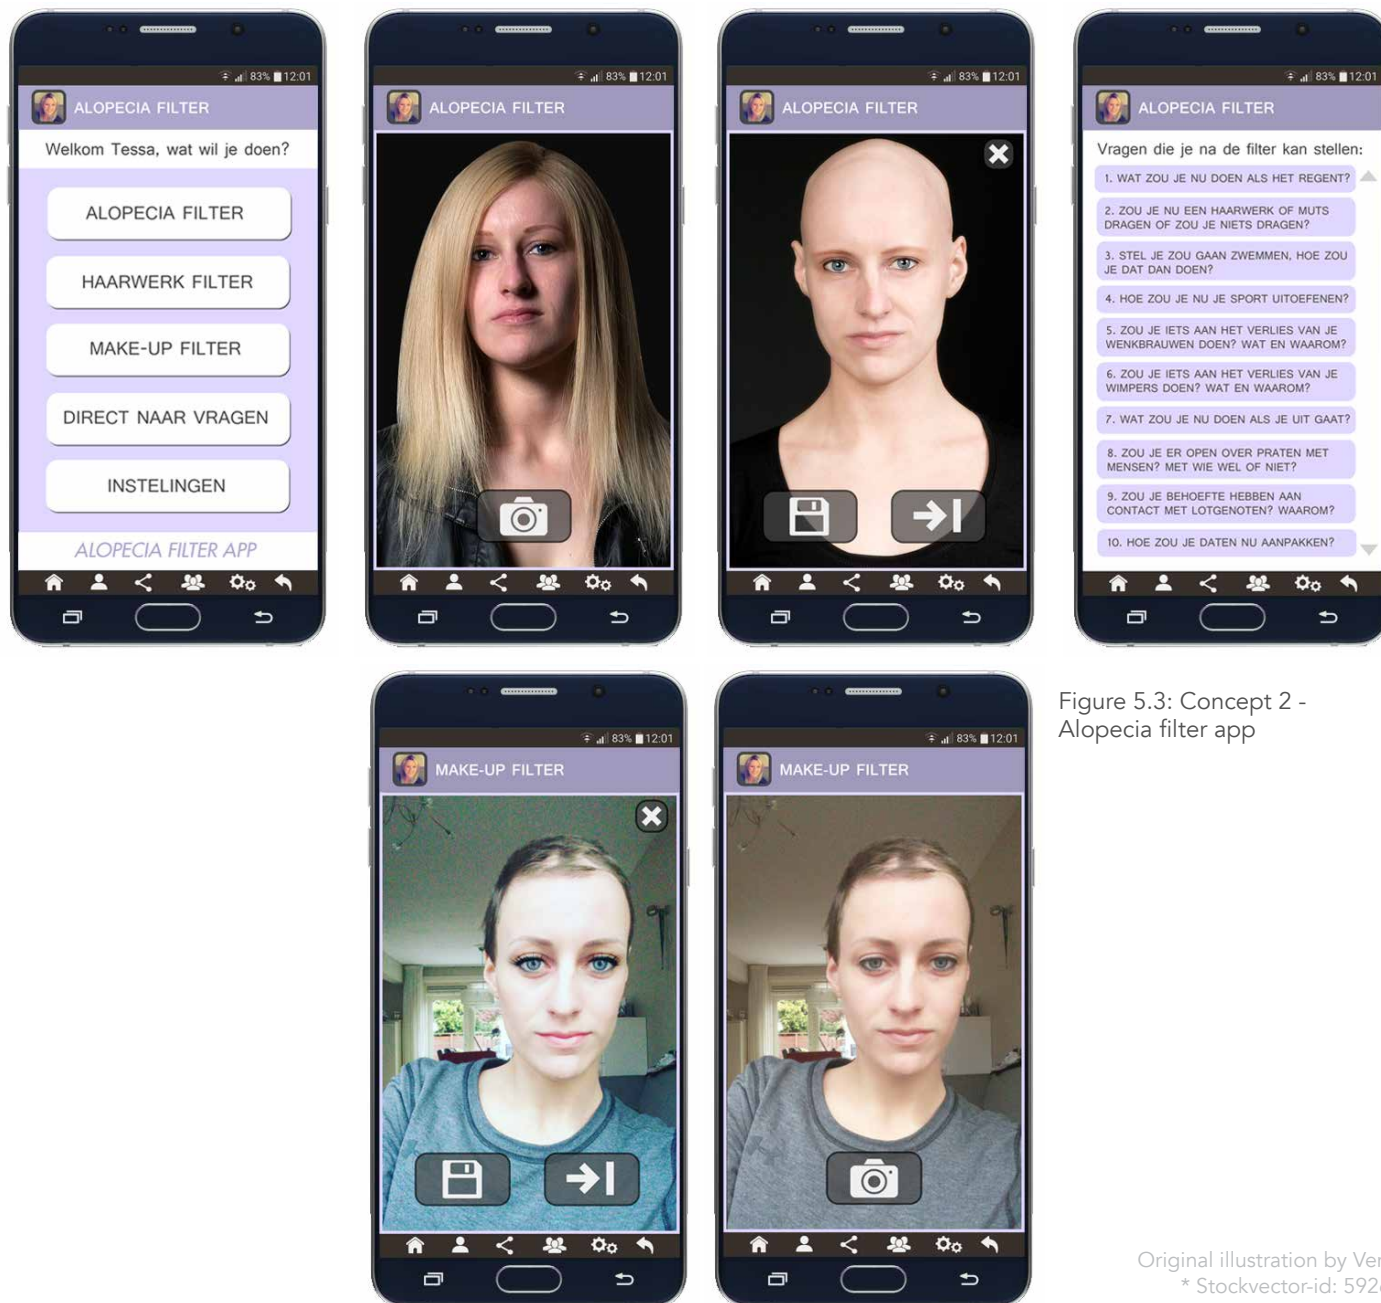 83% 12:01
ALOPECIA FILTER
Welkom Tessa, wat wil je doen?
ALOPECIA FILTER
HAARWERK FILTER
MAKE-UP FILTER
DIRECT NAAR VRAGEN
INSTELINGEN
ALOPECIA FILTER APP
83% 12:01
ALOPECIA FILTER
83% 12:01
ALOPECIA FILTER
83% 12:01
ALOPECIA FILTER
Vragen die je na de filter kan stellen:
1. WAT ZOU JE NU DOEN ALS HET REGENT?
2. ZOU JE NU EEN HAARWERK OF MUTS
DRAGEN OF ZOU JE NIETS DRAGEN?
3. STEL JE ZOU GAAN ZWEMMEN, HOE ZOU
JE DAT DAN DOEN?
4. HOE ZOU JE NU JE SPORT UITOEFENEN?
5. ZOU JE IETS AAN HET VERLIES VAN JE
WENKBRAUWEN DOEN? WAT EN WAAROM?
6. ZOU JE IETS AAN HET VERLIES VAN JE
WIMPERS DOEN? WAT EN WAAROM?
7. WAT ZOU JE NU DOEN ALS JE UIT GAAT?
8. ZOU JE ER OPEN OVER PRATEN MET
MENSEN? MET WIE WEL OF NIET?
9. ZOU JE BEHOEFTE HEBBEN AAN
CONTACT MET LOTGENOTEN? WAAROM?
10. HOE ZOU JE DATEN NU AANPAKKEN?
83% 12:01
MAKE-UP FILTER
83% 12:01
MAKE-UP FILTER
Figure 5.3: Concept 2 -
Alopecia filter app
Original illustration by
* Stockvector-id: